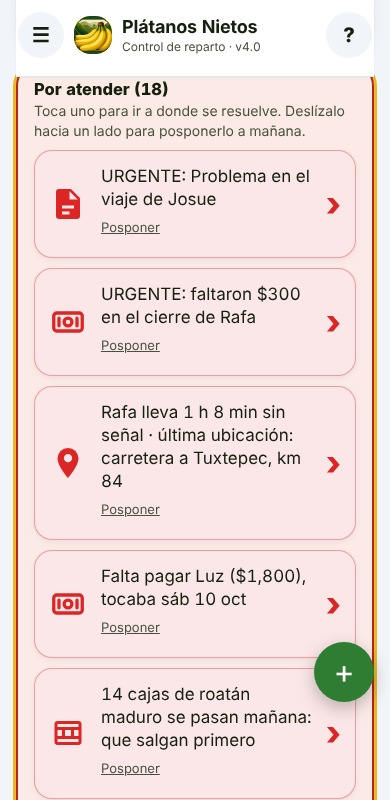 Plátanos Nietos
Control de reparto · v4.0
?
Por atender (18)
Toca uno para ir a donde se resuelve. Deslízalo
hacia un lado para posponerlo a mañana.
URGENTE: Problema en el
viaje de Josue
Posponer
URGENTE: faltaron $300
en el cierre de Rafa
Posponer
Rafa lleva 1 h 8 min sin
señal · última ubicación:
carretera a Tuxtepec, km
84
Posponer
Falta pagar Luz ($1,800),
tocaba sáb 10 oct
Posponer
+
14 cajas de roatán
maduro se pasan mañana:
que salgan primero
Posponer